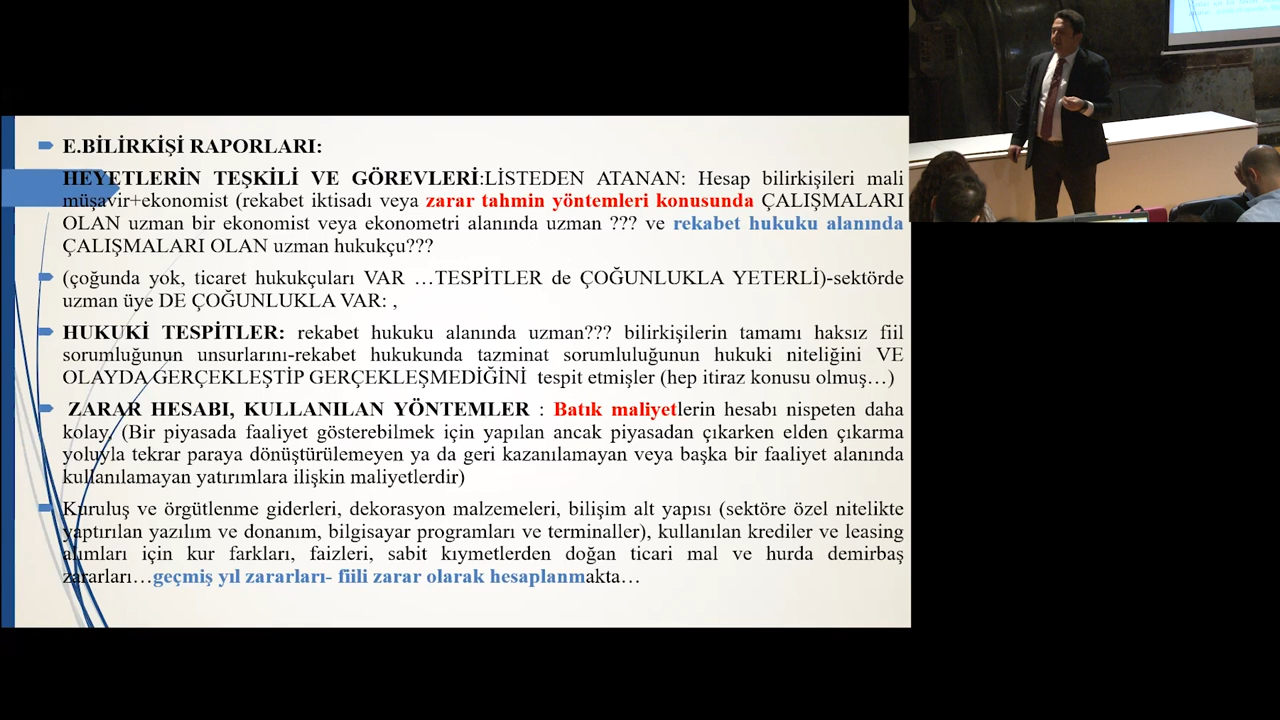 E.BİLİRKİŞİ RAPORLARI:
HEYETLERİN TEŞKİLİ VE GÖREVLERİ:LİSTEDEN ATANAN: Hesap bilirkişileri mali
müşavir+ekonomist (rekabet iktisadı veya zarar tahmin yöntemleri konusunda ÇALIŞMALARI
OLAN uzman bir ekonomist veya ekonometri alanında uzman ??? ve rekabet hukuku alanında
ÇALIŞMALARI OLAN uzman hukukçu???
(çoğunda yok, ticaret hukukçuları VAR …TESPİTLER de ÇOĞUNLUKLA YETERLİ)-sektörde
uzman üye DE ÇOĞUNLUKLA VAR: ,
HUKUKİ TESPİTLER: rekabet hukuku alanında uzman??? bilirkişilerin tamamı haksız fiil
sorumluğunun unsurlarını-rekabet hukukunda tazminat sorumluluğunun hukuki niteliğini VE
OLAYDA GERÇEKLEŞTİP GERÇEKLEŞMEDİĞİNİ tespit etmişler (hep itiraz konusu olmuş…)
ZARAR HESABI, KULLANILAN YÖNTEMLER : Batık maliyetlerin hesabı nispeten daha
kolay, (Bir piyasada faaliyet gösterebilmek için yapılan ancak piyasadan çıkarken elden çıkarma
yoluyla tekrar paraya dönüştürülemeyen ya da geri kazanılamayan veya başka bir faaliyet alanında
kullanılamayan yatırımlara ilişkin maliyetlerdir)
Kuruluş ve örgütlenme giderleri, dekorasyon malzemeleri, bilişim alt yapısı (sektöre özel nitelikte
yaptırılan yazılım ve donanım, bilgisayar programları ve terminaller), kullanılan krediler ve leasing
alımları için kur farkları, faizleri, sabit kıymetlerden doğan ticari mal ve hurda demirbaş
zararları…geçmiş yıl zararları- fiili zarar olarak hesaplanmakta…